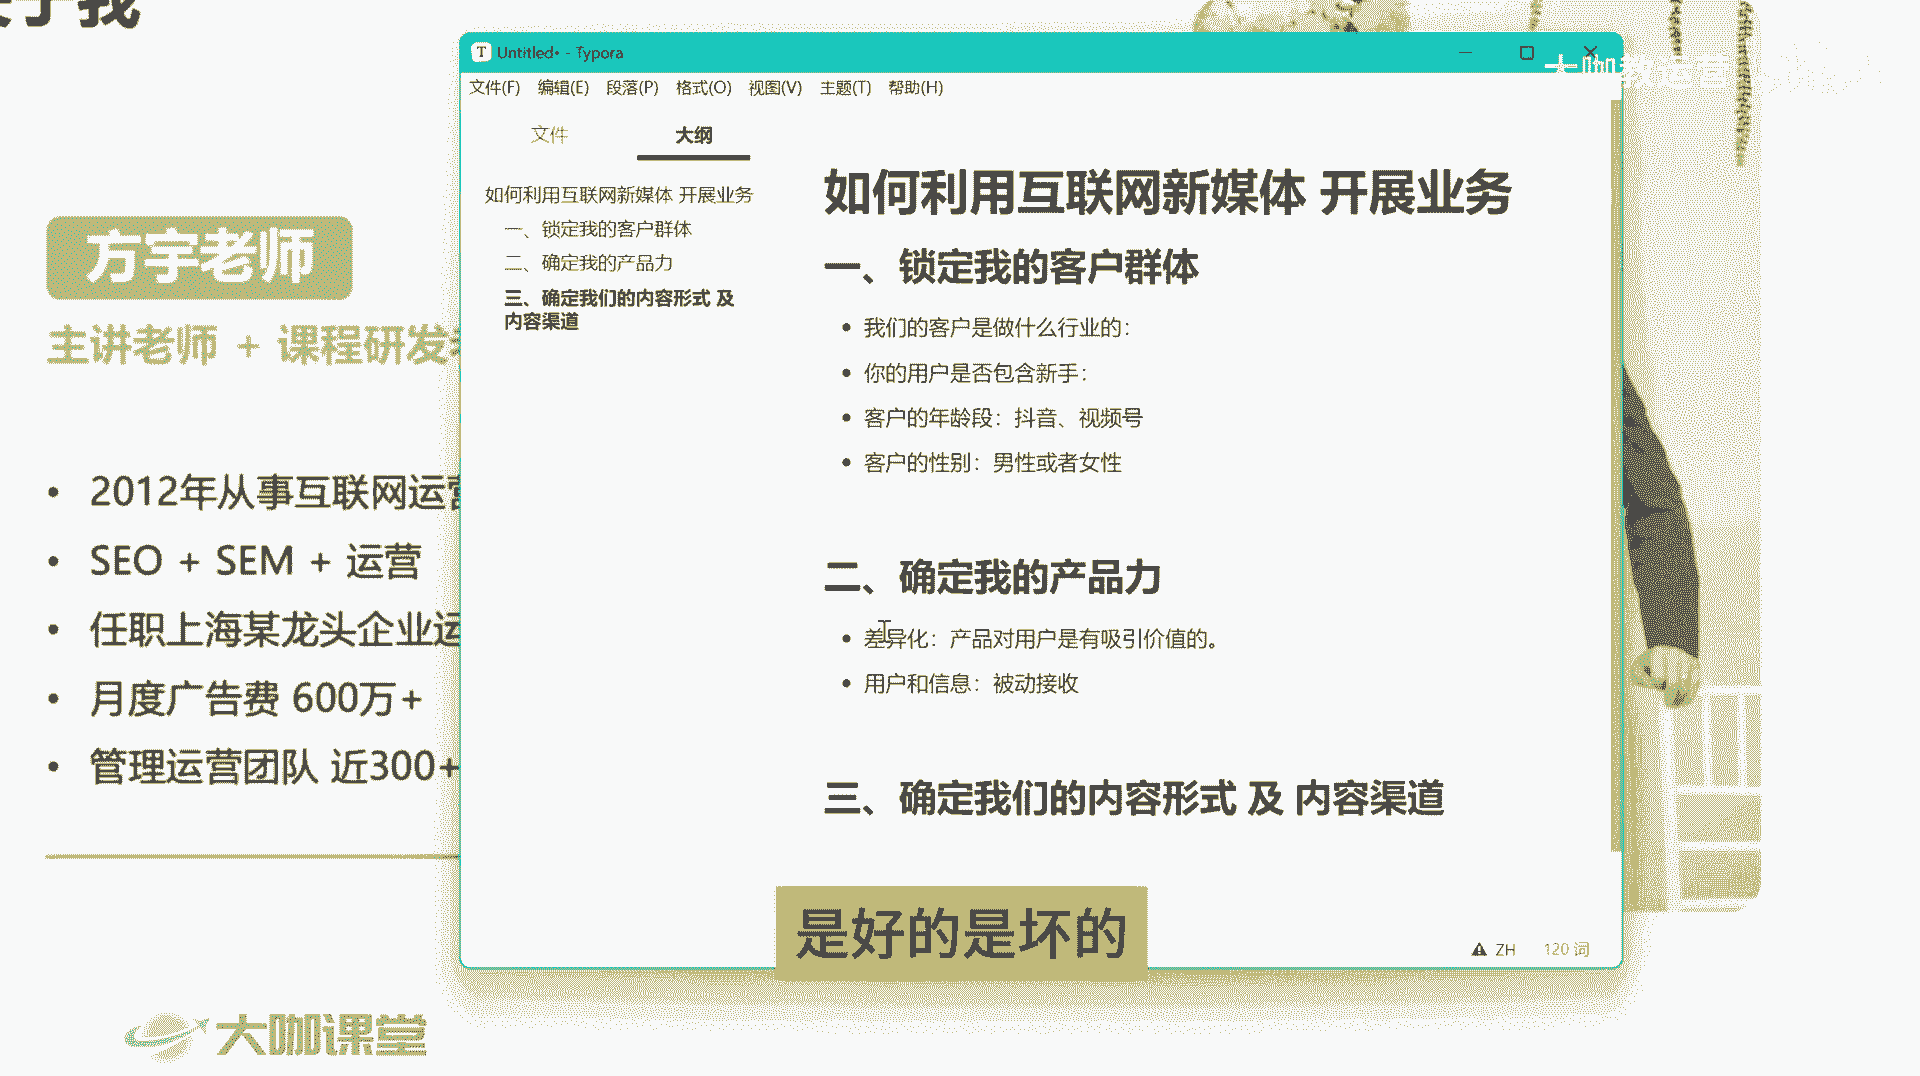 于我
方宇老师
主讲老师 + 课程研发
2012年从事互联网运营
SEO + SEM + 运营
任职上海某龙头企业运
月度广告费 600万+
管理运营团队 近300+
大咖课堂
Untitled• - Typora
文件(F) 编辑(E) 段落(P) 格式(O) 视图(V) 主题(T) 帮助(H)
文件 大纲
如何利用互联网新媒体 开展业务
一、锁定我的客户群体
二、确定我的产品力
三、确定我们的内容形式 及
内容渠道
如何利用互联网新媒体 开展业务
一、锁定我的客户群体
我们的客户是做什么行业的：
你的用户是否包含新手：
客户的年龄段：抖音、视频号
客户的性别：男性或者女性
二、确定我的产品力
差异化：产品对用户是有吸引价值的。
用户和信息：被动接收
三、确定我们的内容形式 及 内容渠道
ZH 120 词
大咖教运营
是好的是坏的